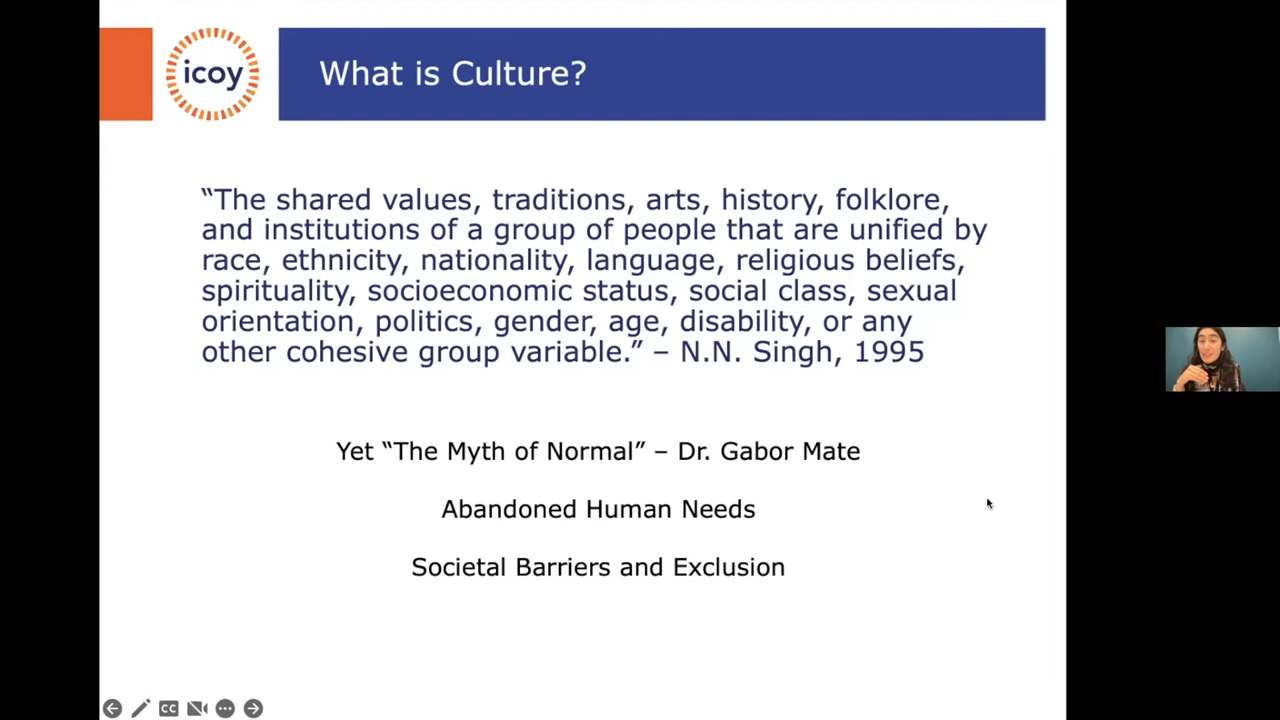 icoy
What is Culture?
“The shared values, traditions, arts, history, folklore,
and institutions of a group of people that are unified by
race, ethnicity, nationality, language, religious beliefs,
spirituality, socioeconomic status, social class, sexual
orientation, politics, gender, age, disability, or any
other cohesive group variable.” – N.N. Singh, 1995
Yet “The Myth of Normal” – Dr. Gabor Mate
Abandoned Human Needs
Societal Barriers and Exclusion
CC